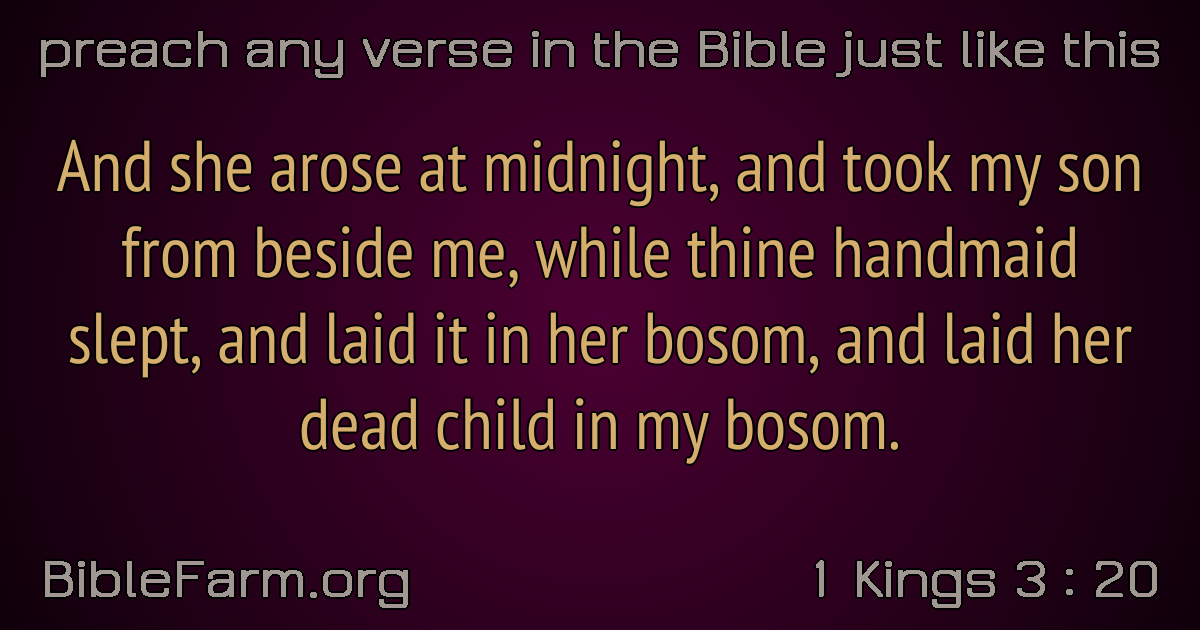 preach any verse in the Bible just like this
And she arose at midnight, and took my son
from beside me, while thine handmaid
slept, and laid it in her bosom, and laid her
dead child in my bosom.
BibleFarm.org
1 Kings 3 : 20